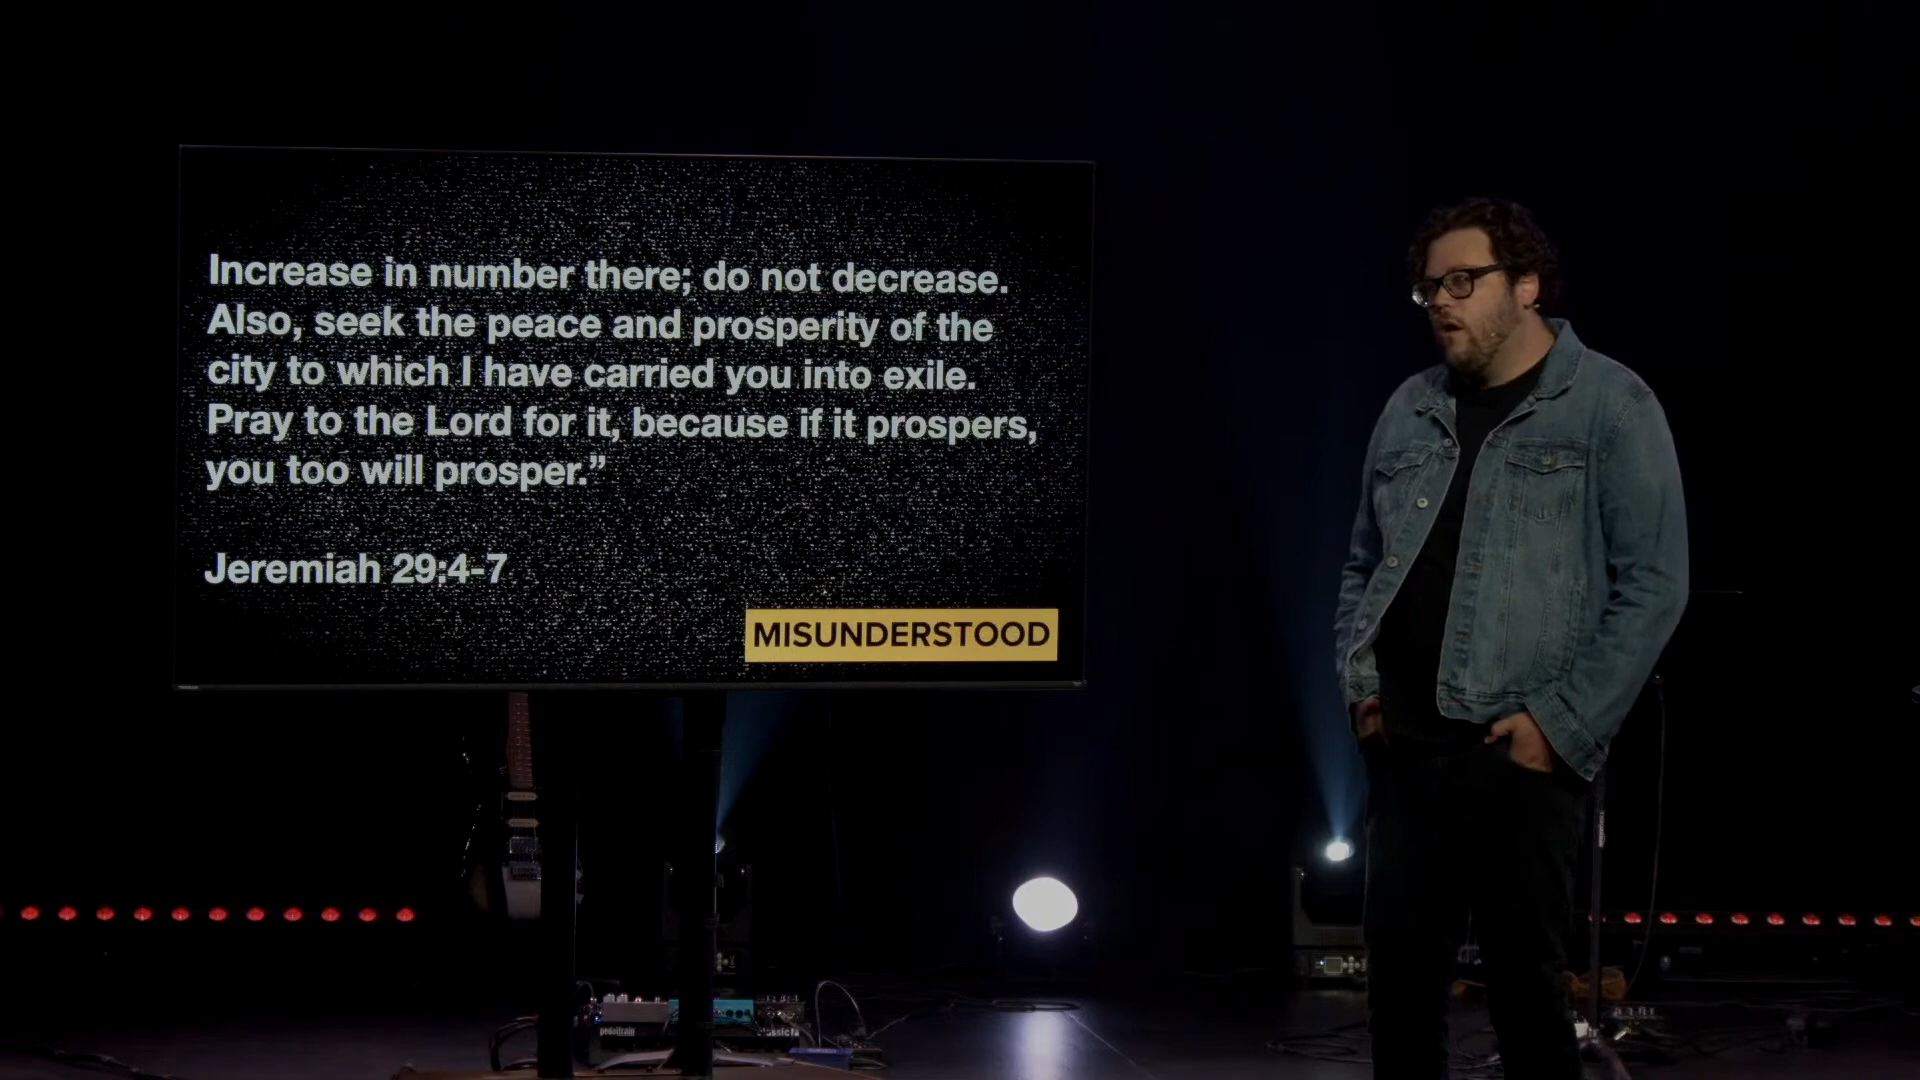 Increase in number there; do not decrease.
Also, seek the peace and prosperity of the
city to which I have carried you into exile.
Pray to the Lord for it, because if it prospers,
you too will prosper.”
Jeremiah 29:4-7
MISUNDERSTOOD
pedaltrain